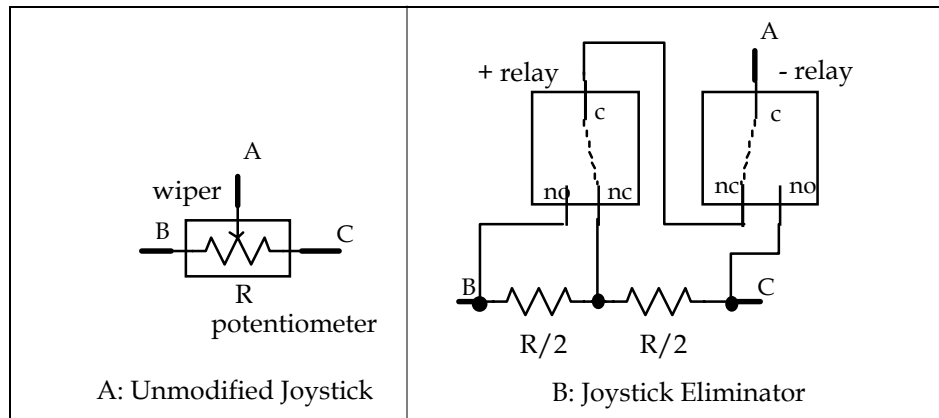 A
wiper
B
C
R
potentiometer
A: Unmodified Joystick
A
+ relay
- relay
c
c
no
nc
nc
no
B
C
R/2
R/2
B: Joystick Eliminator